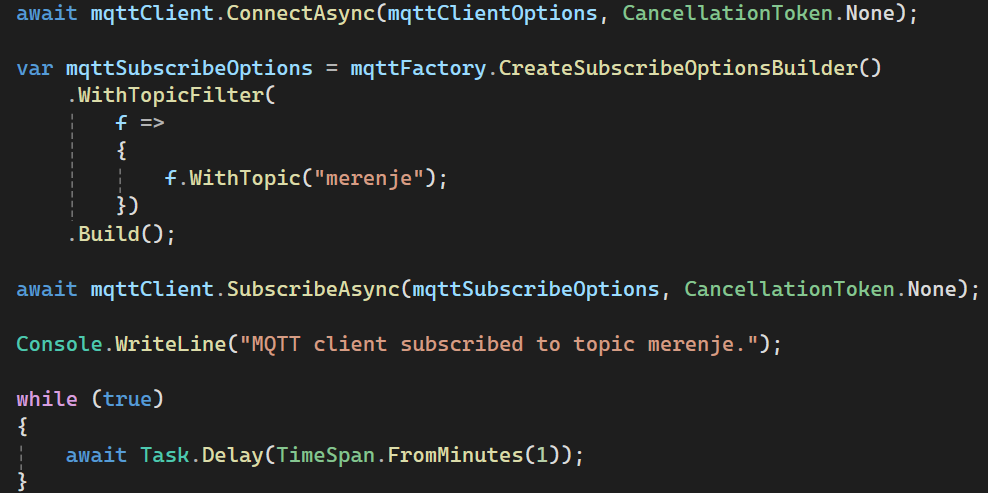 await mqttClient.ConnectAsync(mqttClientOptions, CancellationToken.None);
var mqttSubscribeOptions = mqttFactory.CreateSubscribeOptionsBuilder()
.WithTopicFilter(
f =>
{
f.WithTopic("merenje");
})
.Build();
await mqttClient.SubscribeAsync(mqttSubscribeOptions, CancellationToken.None);
Console.WriteLine("MQTT client subscribed to topic merenje.");
while (true)
{
await Task.Delay(TimeSpan.FromMinutes(1));
}